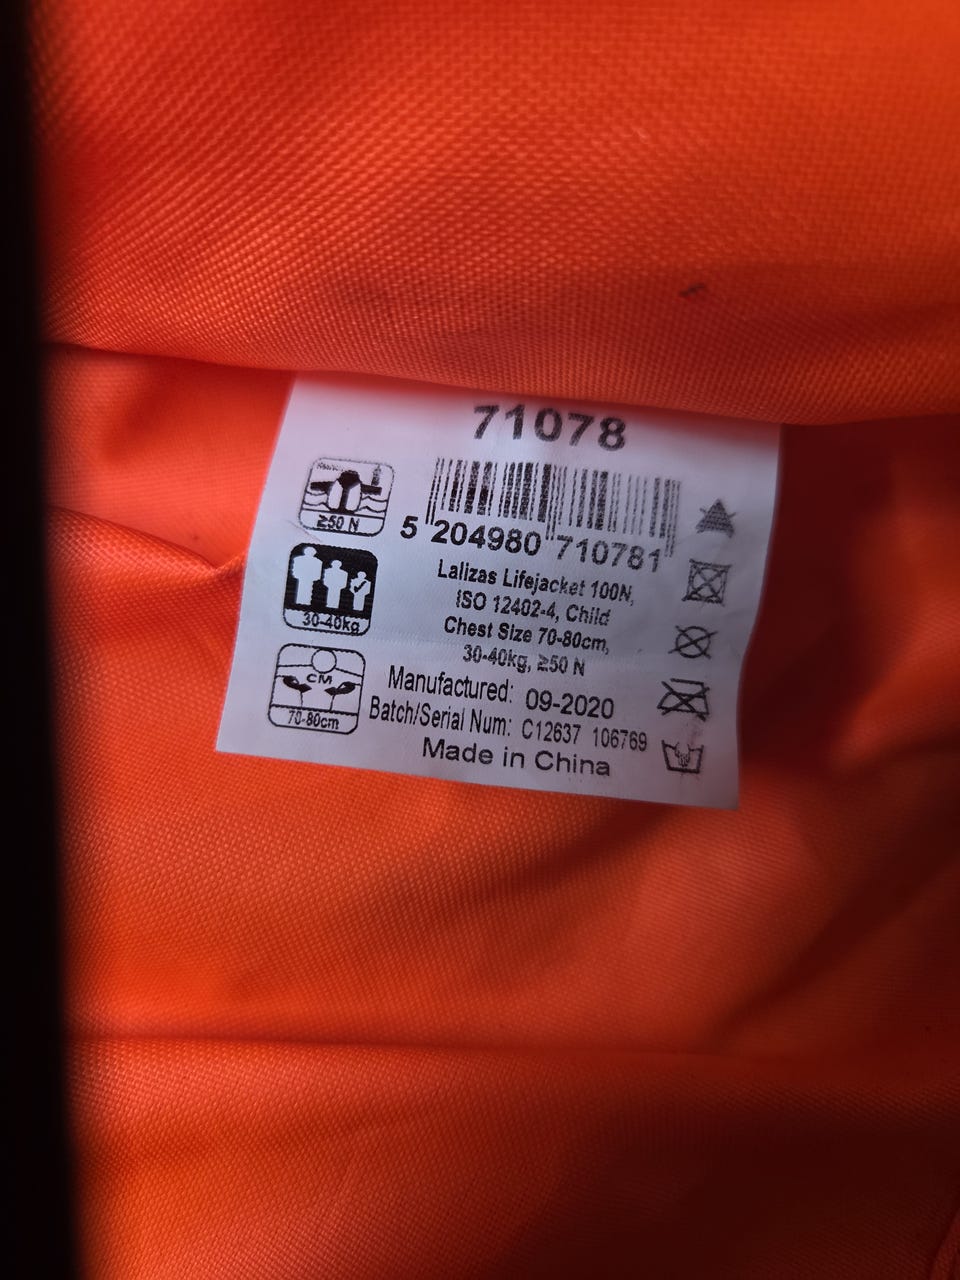 71078
≥50 N
5 204980 710781
Lalizas Lifejacket 100N,
ISO 12402-4, Child
Chest Size 70-80cm,
30-40kg, ≥50 N
30-40kg
CM
70-80cm
Manufactured: 09-2020
Batch/Serial Num: C12637 106769
Made in China